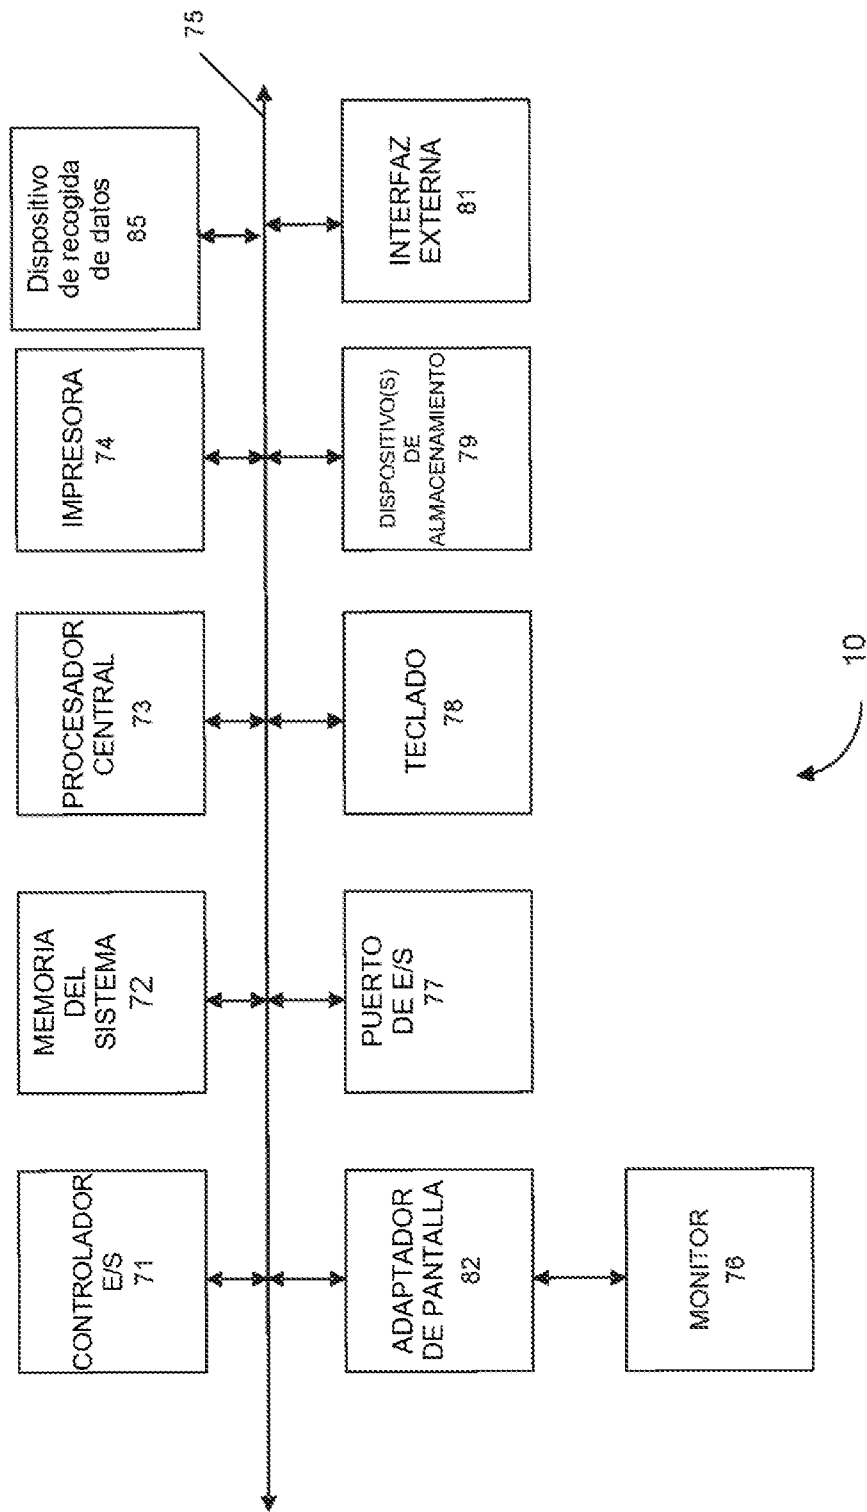 CONTROLADOR
E/S
71
MEMORIA
DEL
SISTEMA
72
PROCESADOR
CENTRAL
73
IMPRESORA
74
Dispositivo
de recogida
de datos
85
75
ADAPTADOR
DE PANTALLA
82
PUERTO
DE E/S
77
TECLADO
78
DISPOSITIVO(S)
DE
ALMACENAMIENTO
79
INTERFAZ
EXTERNA
81
MONITOR
76
10